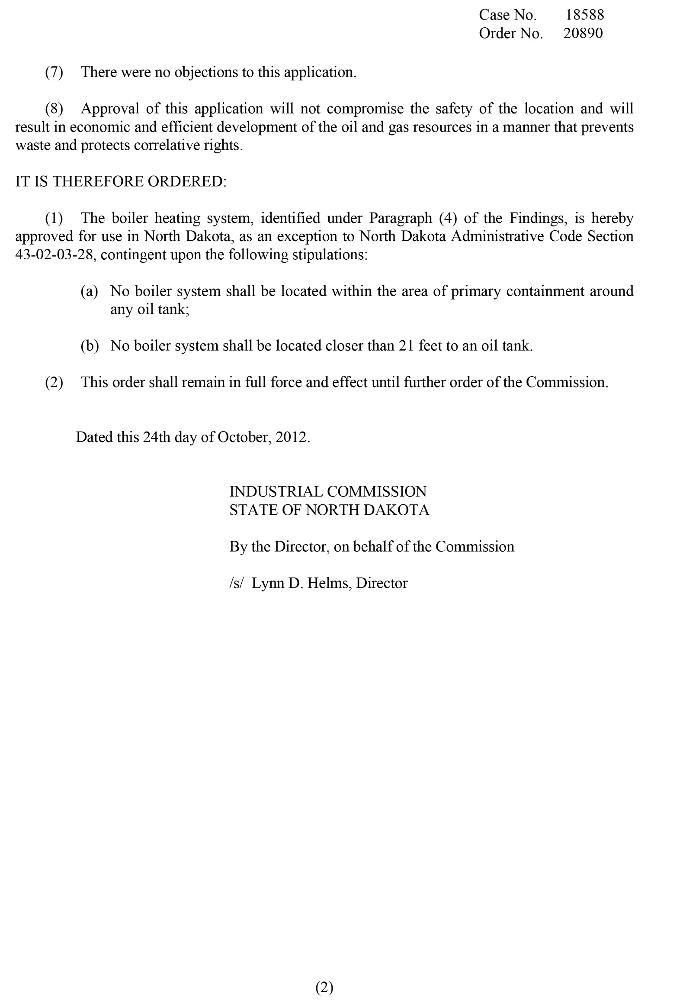 Case No. 18588
Order No. 20890
(7) There were no objections to this application.
(8) Approval of this application will not compromise the safety of the location and will
result in economic and efficient development of the oil and gas resources in a manner that prevents
waste and protects correlative rights.
IT IS THEREFORE ORDERED:
(1) The boiler heating system, identified under Paragraph (4) of the Findings, is hereby
approved for use in North Dakota, as an exception to North Dakota Administrative Code Section
43-02-03-28, contingent upon the following stipulations:
(a) No boiler system shall be located within the area of primary containment around
any oil tank;
(b) No boiler system shall be located closer than 21 feet to an oil tank.
(2) This order shall remain in full force and effect until further order of the Commission.
Dated this 24th day of October, 2012.
INDUSTRIAL COMMISSION
STATE OF NORTH DAKOTA
By the Director, on behalf of the Commission
/s/ Lynn D. Helms, Director
(2)